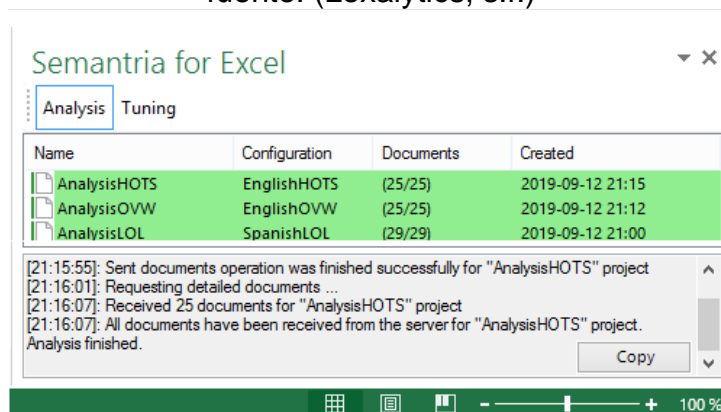 Semantria for Excel
Analysis Tuning
Name Configuration Documents Created
AnalysisHOTS EnglishHOTS (25/25) 2019-09-12 21:15
AnalysisOVW EnglishOVW (25/25) 2019-09-12 21:12
AnalysisLOL SpanishLOL (29/29) 2019-09-12 21:00
[21:15:55]: Sent documents operation was finished successfully for "AnalysisHOTS" project
[21:16:01]: Requesting detailed documents ...
[21:16:07]: Received 25 documents for "AnalysisHOTS" project
[21:16:07]: All documents have been received from the server for "AnalysisHOTS" project.
Analysis finished.
Copy
100 %